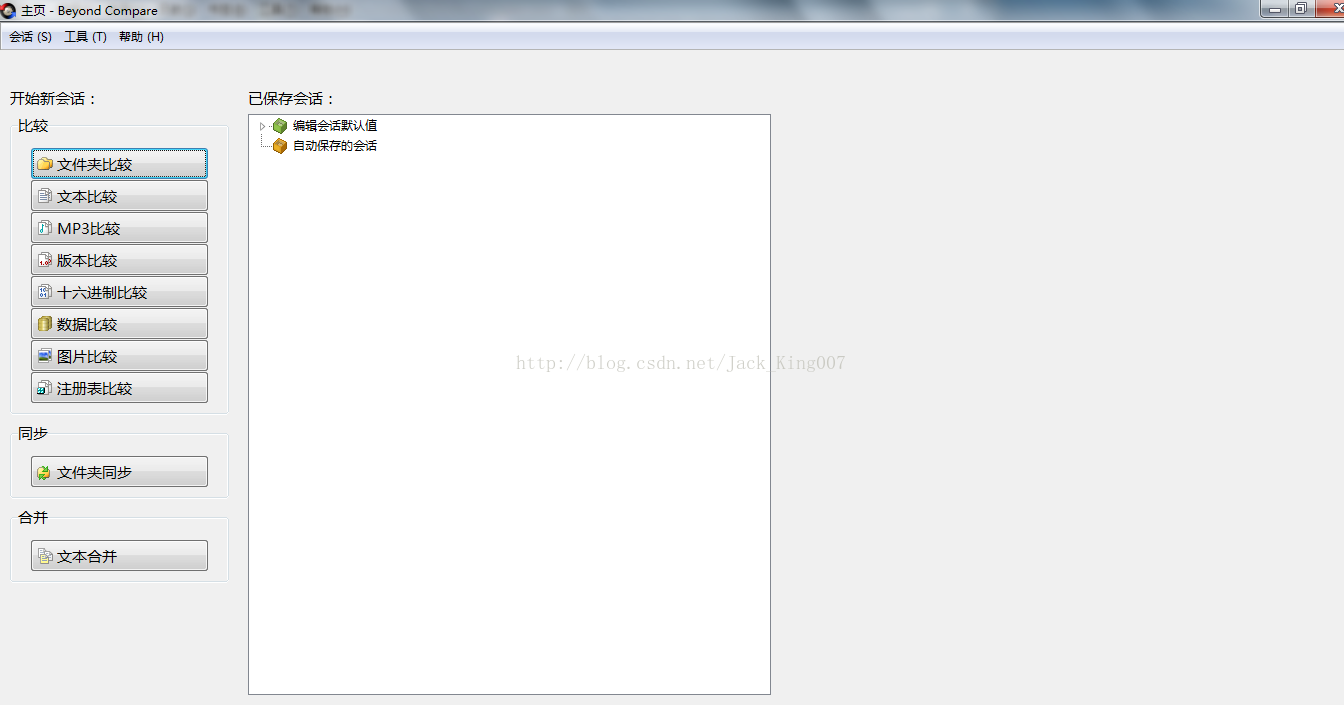 主页 - Beyond Compare
会话 (S) 工具 (T) 帮助 (H)
开始新会话：
已保存会话：
比较
文件夹比较
文本比较
MP3比较
版本比较
十六进制比较
数据比较
图片比较
注册表比较
同步
文件夹同步
合并
文本合并
编辑会话默认值
自动保存的会话
http://blog.csdn.net/Jack_King007